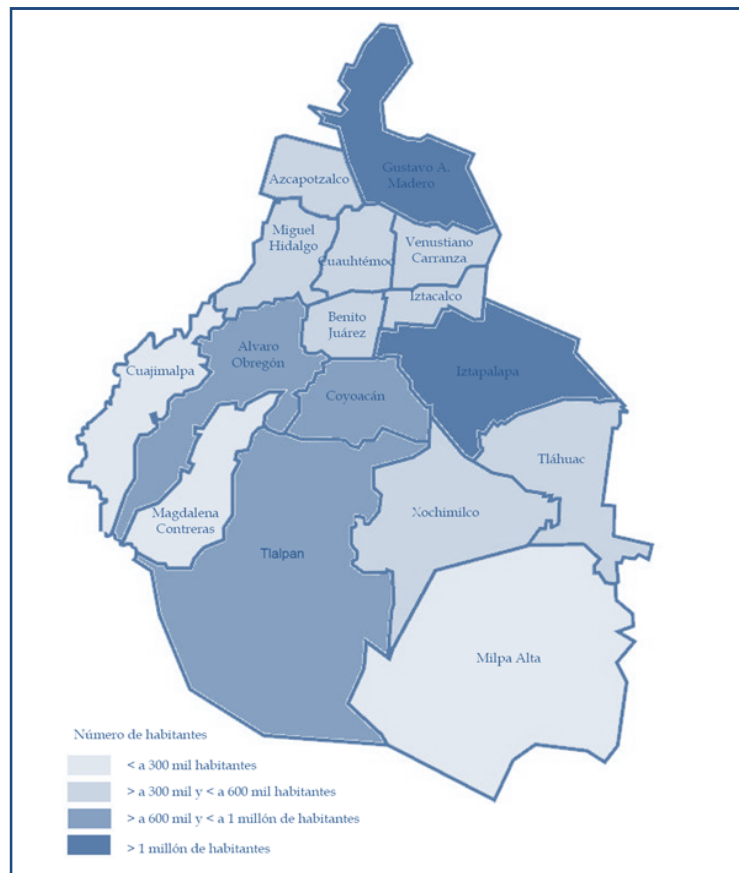 Gustavo A.
Madero
Azcapotzalco
Miguel
Hidalgo
Cuauhtémoc
Venustiano
Carranza
Iztacalco
Benito
Juárez
Alvaro
Obregón
Cuajimalpa
Iztapalapa
Coyoacán
Tláhuac
Magdalena
Contreras
Xochimilco
Tlalpan
Milpa Alta
Número de habitantes
< a 300 mil habitantes
> a 300 mil y < a 600 mil habitantes
> a 600 mil y < a 1 millón de habitantes
> 1 millón de habitantes